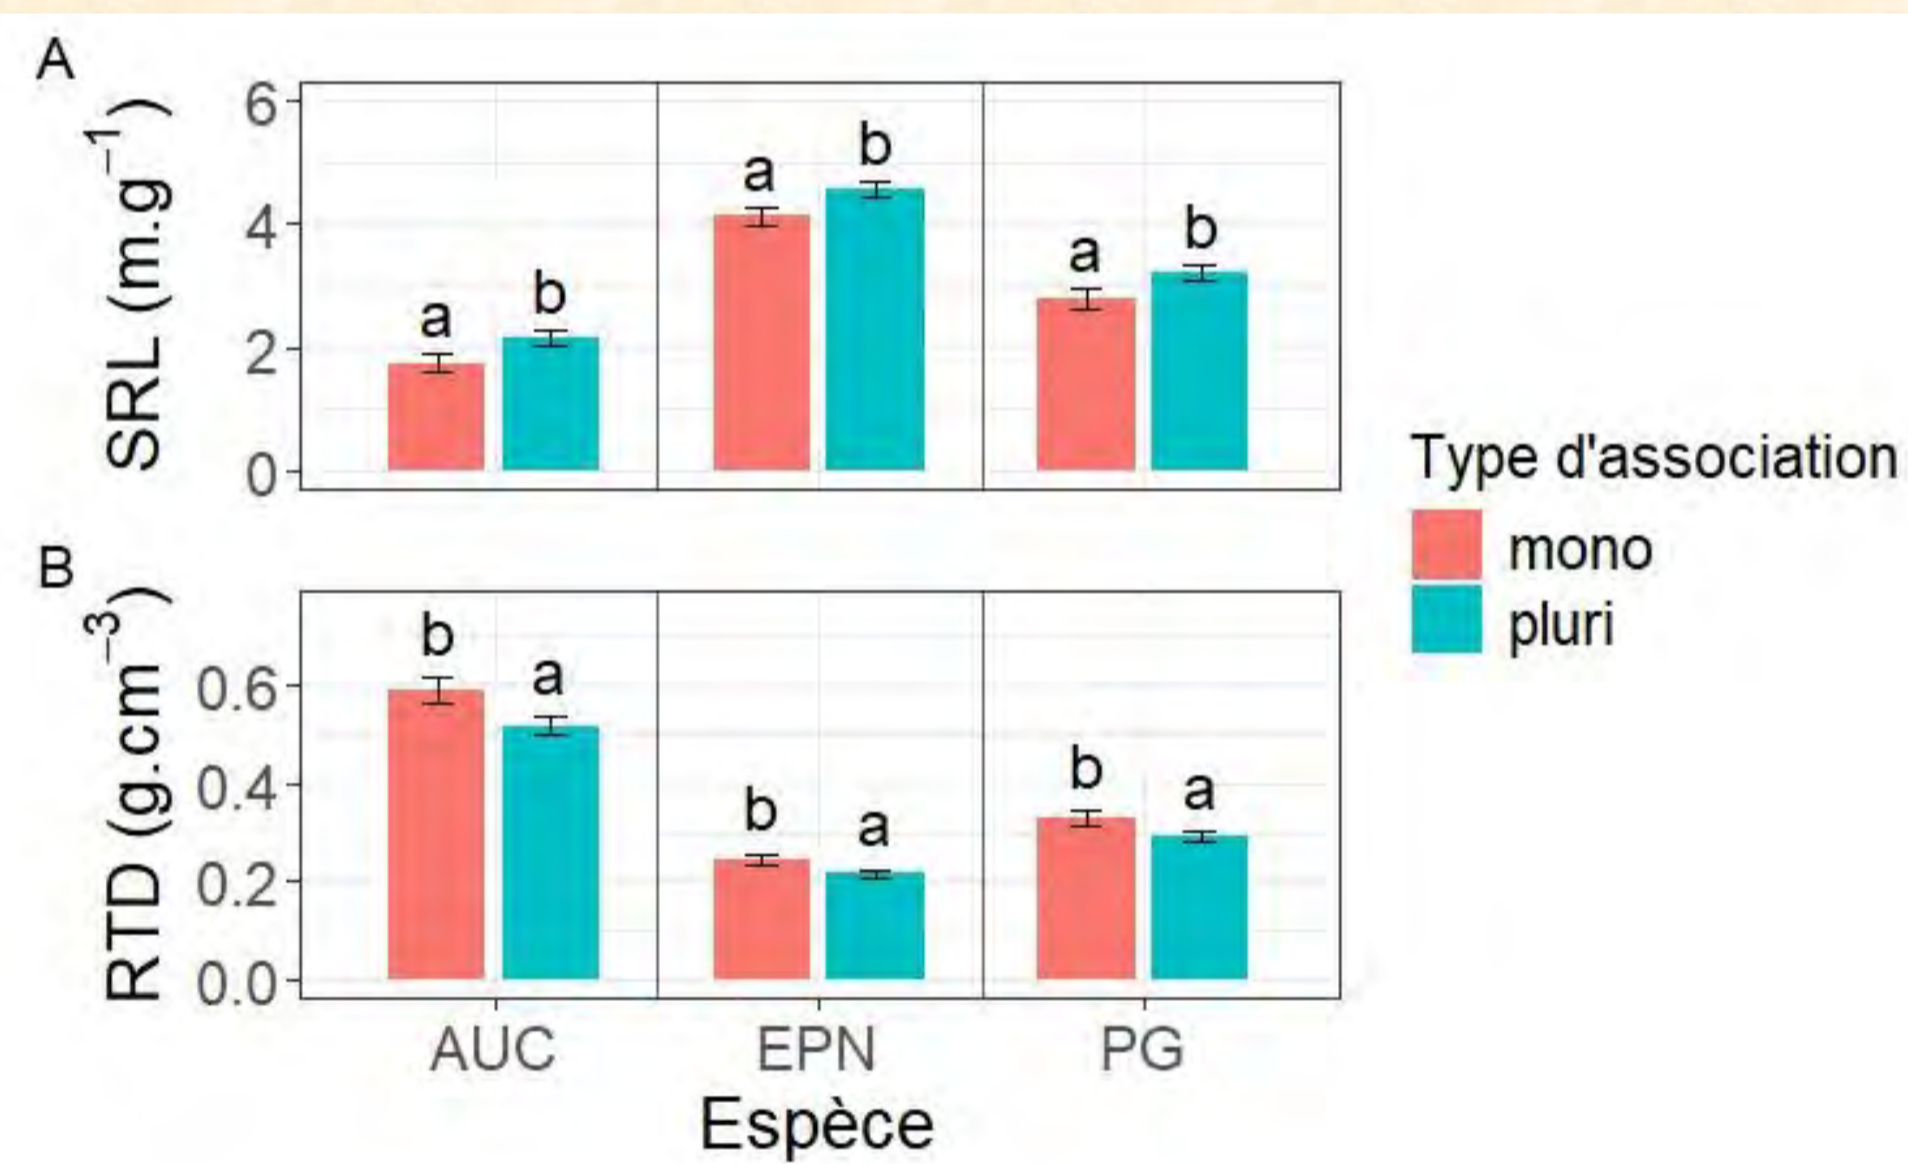 A
SRL (m.g⁻¹)
6
4
2
0
a
b
a
b
a
b
B
RTD (g.cm⁻³)
0.6
0.4
0.2
0.0
b
a
b
a
b
a
AUC
EPN
PG
Espèce
Type d'association
mono
pluri